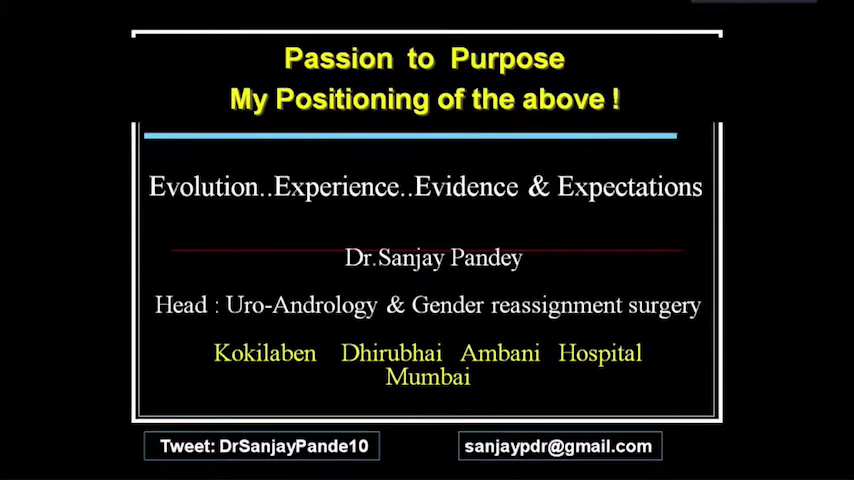 Passion to Purpose
My Positioning of the above !
Evolution..Experience..Evidence & Expectations
Dr.Sanjay Pandey
Head : Uro-Andrology & Gender reassignment surgery
Kokilaben Dhirubhai Ambani Hospital
Mumbai
Tweet: DrSanjayPande10
sanjaypdr@gmail.com